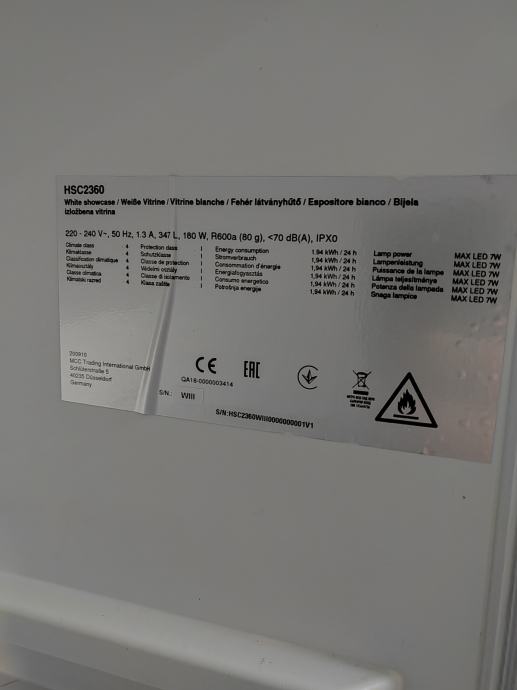 HSC2360
White showcase / Weiße Vitrine / Vitrine blanche / Fehér látványhűtő / Espositore bianco / Bijela
izložbena vitrina
220 - 240 V~, 50 Hz, 1.3 A, 347 L, 180 W, R600a (80 g), <70 dB(A), IPX0
Climate class 4 Protection class I Energy consumption 1,94 kWh / 24 h Lamp power MAX LED 7W
Klimaklasse 4 Schutzklasse I Stromverbrauch 1,94 kWh / 24 h Lampenleistung MAX LED 7W
Classification climatique 4 Classe de protection I Consommation d'énergie 1,94 kWh / 24 h Puissance de la lampe MAX LED 7W
Klímaosztály 4 Védelmi osztály I Energiafogyasztás 1,94 kWh / 24 h Lámpa teljesítménye MAX LED 7W
Classe climatica 4 Classe di isolamento I Consumo energetico 1,94 kWh / 24 h Potenza della lampada MAX LED 7W
Klimatski razred 4 Klasa zaštite I Potrošnja energije 1,94 kWh / 24 h Snaga lampice MAX LED 7W
200910
MCC Trading International GmbH
Schlüterstraße 5
40235 Düsseldorf
Germany
CE EAC
QA18-0000003414
S/N.: WIII
S/N:HSC2360WIII0000000001V1